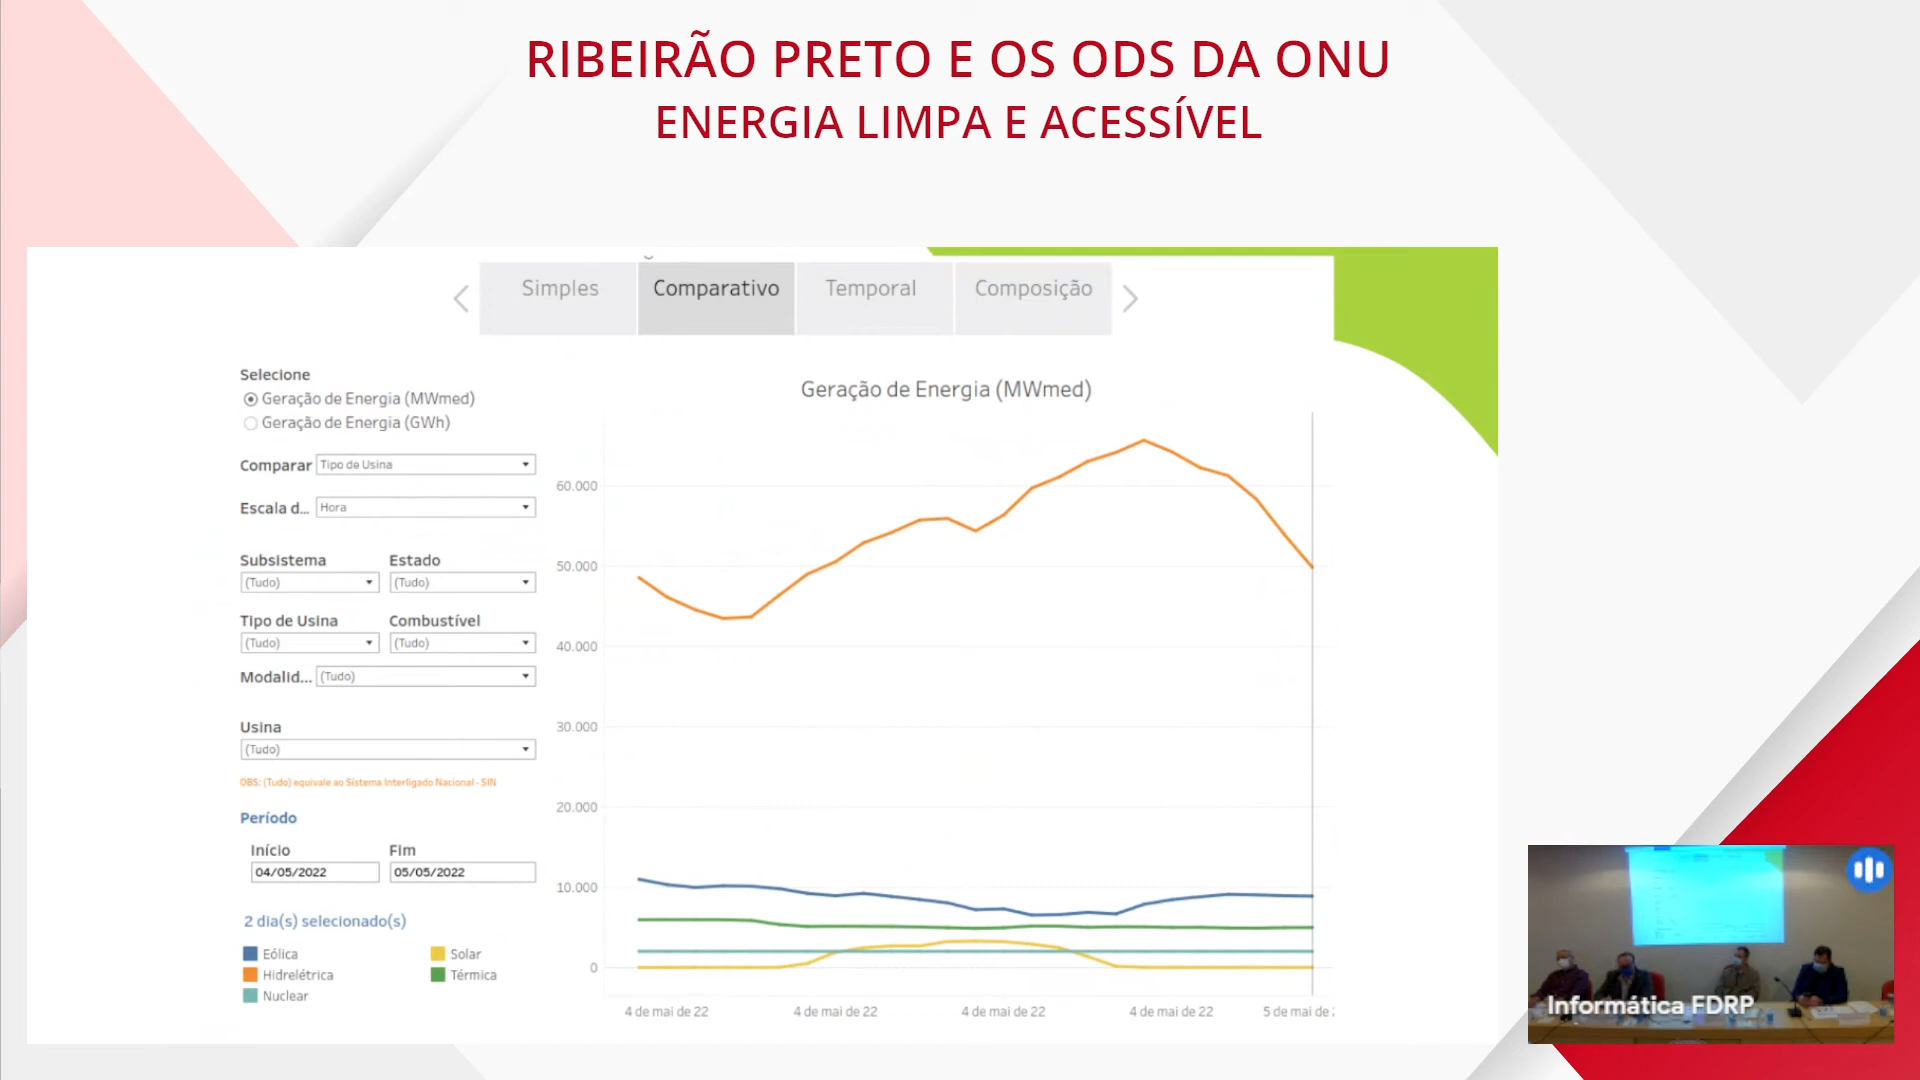 RIBEIRÃO PRETO E OS ODS DA ONU
ENERGIA LIMPA E ACESSÍVEL
Simples
Comparativo
Temporal
Composição
Selecione
Geração de Energia (MWmed)
Geração de Energia (GWh)
Comparar Tipo de Usina
Escala d... Hora
Subsistema Estado
(Tudo) (Tudo)
Tipo de Usina Combustível
(Tudo) (Tudo)
Modalid... (Tudo)
Usina
(Tudo)
OBS: (Tudo) equivale ao Sistema Interligado Nacional - SIN
Período
Início Fim
04/05/2022 05/05/2022
2 dia(s) selecionado(s)
Eólica Solar
Hidrelétrica Térmica
Nuclear
Geração de Energia (MWmed)
60.000
50.000
40.000
30.000
20.000
10.000
0
4 de mai de 22 4 de mai de 22 4 de mai de 22 4 de mai de 22 5 de mai de
Informática FDRP